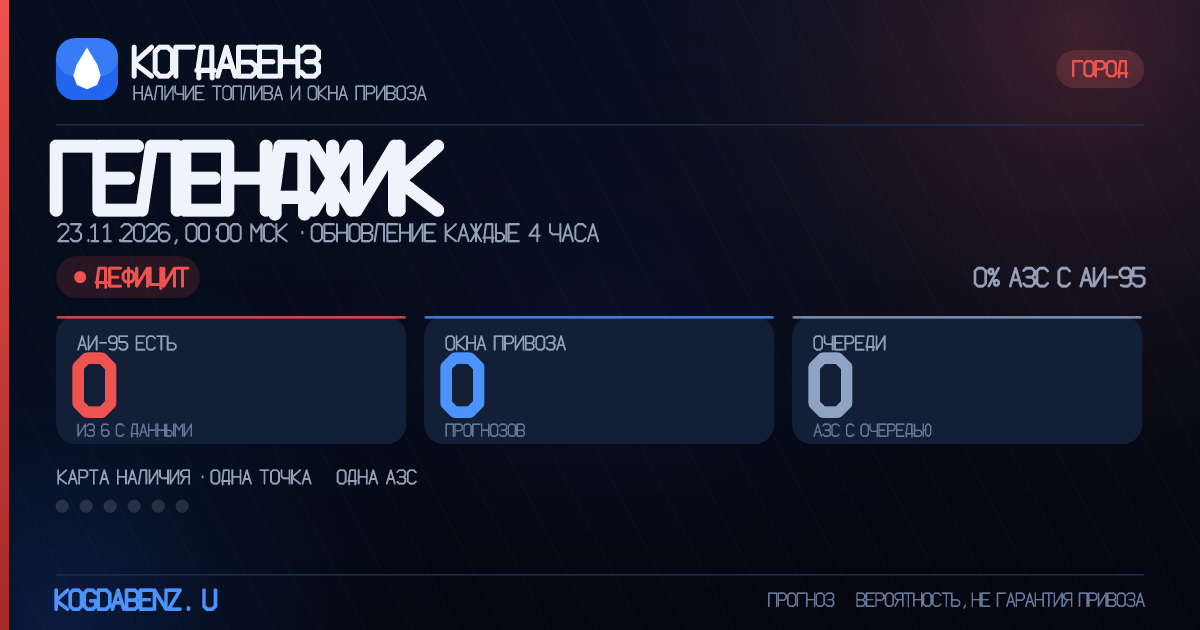 КОГДАБЕНЗ
НАЛИЧИЕ ТОПЛИВА И ОКНА ПРИВОЗА
ГОРОД
ГЕЛЕНДЖИК
23.11.2026, 00:00 МСК · ОБНОВЛЕНИЕ КАЖДЫЕ 4 ЧАСА
ДЕФИЦИТ
0% АЗС С АИ-95
АИ-95 ЕСТЬ
0
ИЗ 6 С ДАННЫМИ
ОКНА ПРИВОЗА
0
ПРОГНОЗОВ
ОЧЕРЕДИ
0
АЗС С ОЧЕРЕДЬЮ
КАРТА НАЛИЧИЯ · ОДНА ТОЧКА ОДНА АЗС
KOGDABENZ. U
ПРОГНОЗ ВЕРОЯТНОСТЬ, НЕ ГАРАНТИЯ ПРИВОЗА